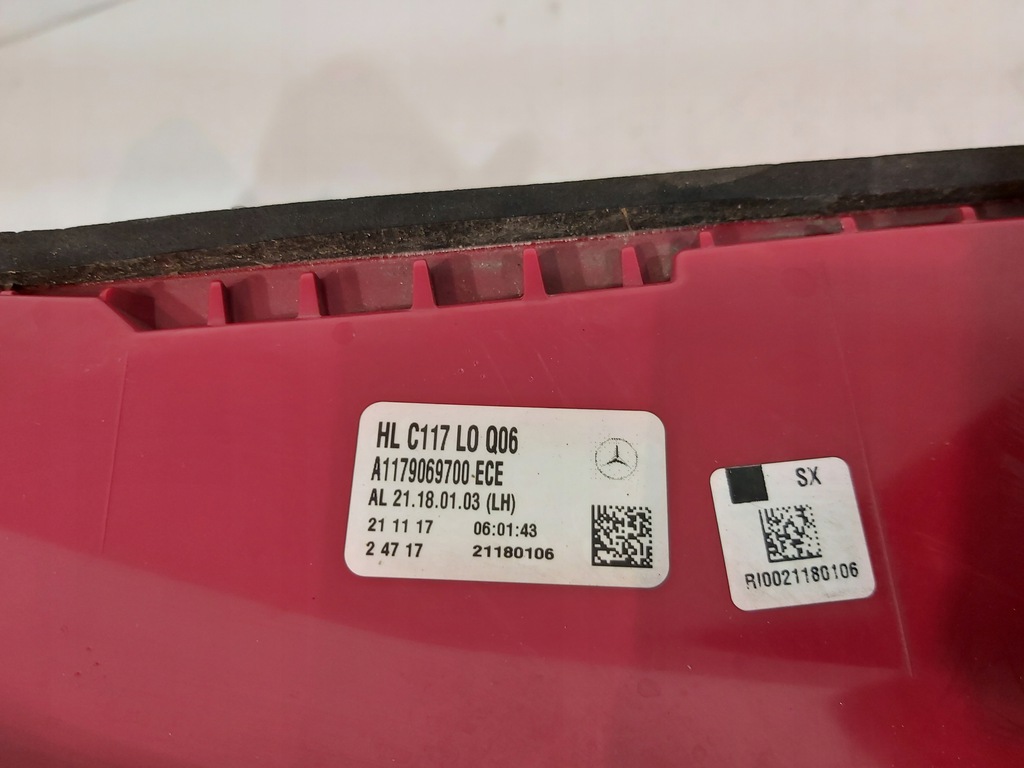 HL C117 LO Q06
A1179069700-ECE
AL 21.18.01.03 (LH)
21 11 17 06:01:43
2 47 17 21180106
SX
RI0021180106